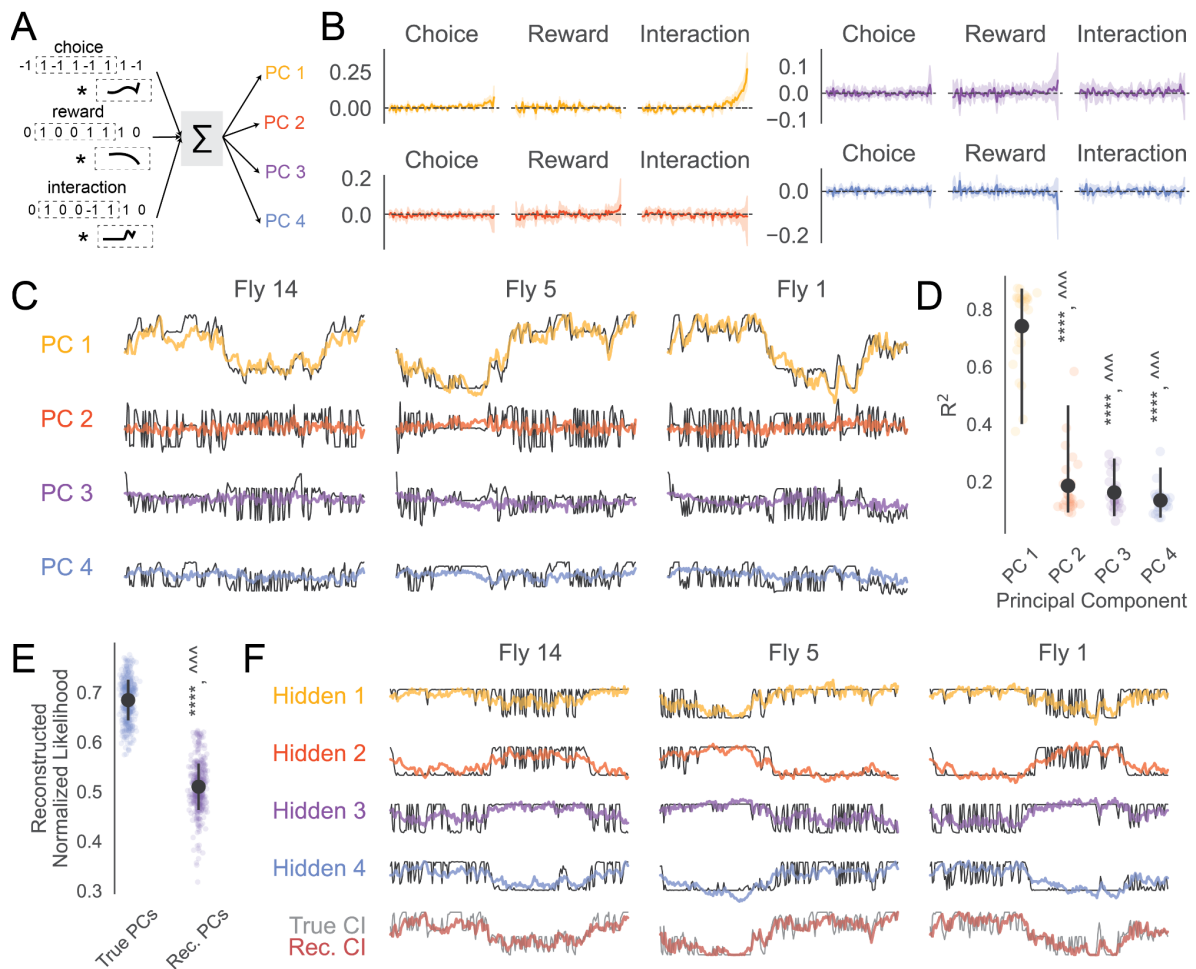 A
choice
-1 1 -1 1 -1 1 1 -1
*
reward
0 1 0 0 1 1 1 0
*
interaction
0 1 0 0 -1 1 1 0
*
Σ
PC 1
PC 2
PC 3
PC 4
B
Choice Reward Interaction
0.25
0.00
Choice Reward Interaction
0.2
0.0
Choice Reward Interaction
0.1
0.0
−0.1
Choice Reward Interaction
0.0
−0.2
C
Fly 14 Fly 5 Fly 1
PC 1
PC 2
PC 3
PC 4
D
R²
0.8
0.6
0.4
0.2
****, ^^^
****, ^^^
****, ^^^
PC 1 PC 2 PC 3 PC 4
Principal Component
E
Reconstructed
Normalized Likelihood
0.7
0.6
0.5
0.4
0.3
****, ^^^
True PCs Rec. PCs
F
Fly 14 Fly 5 Fly 1
Hidden 1
Hidden 2
Hidden 3
Hidden 4
True CI
Rec. CI